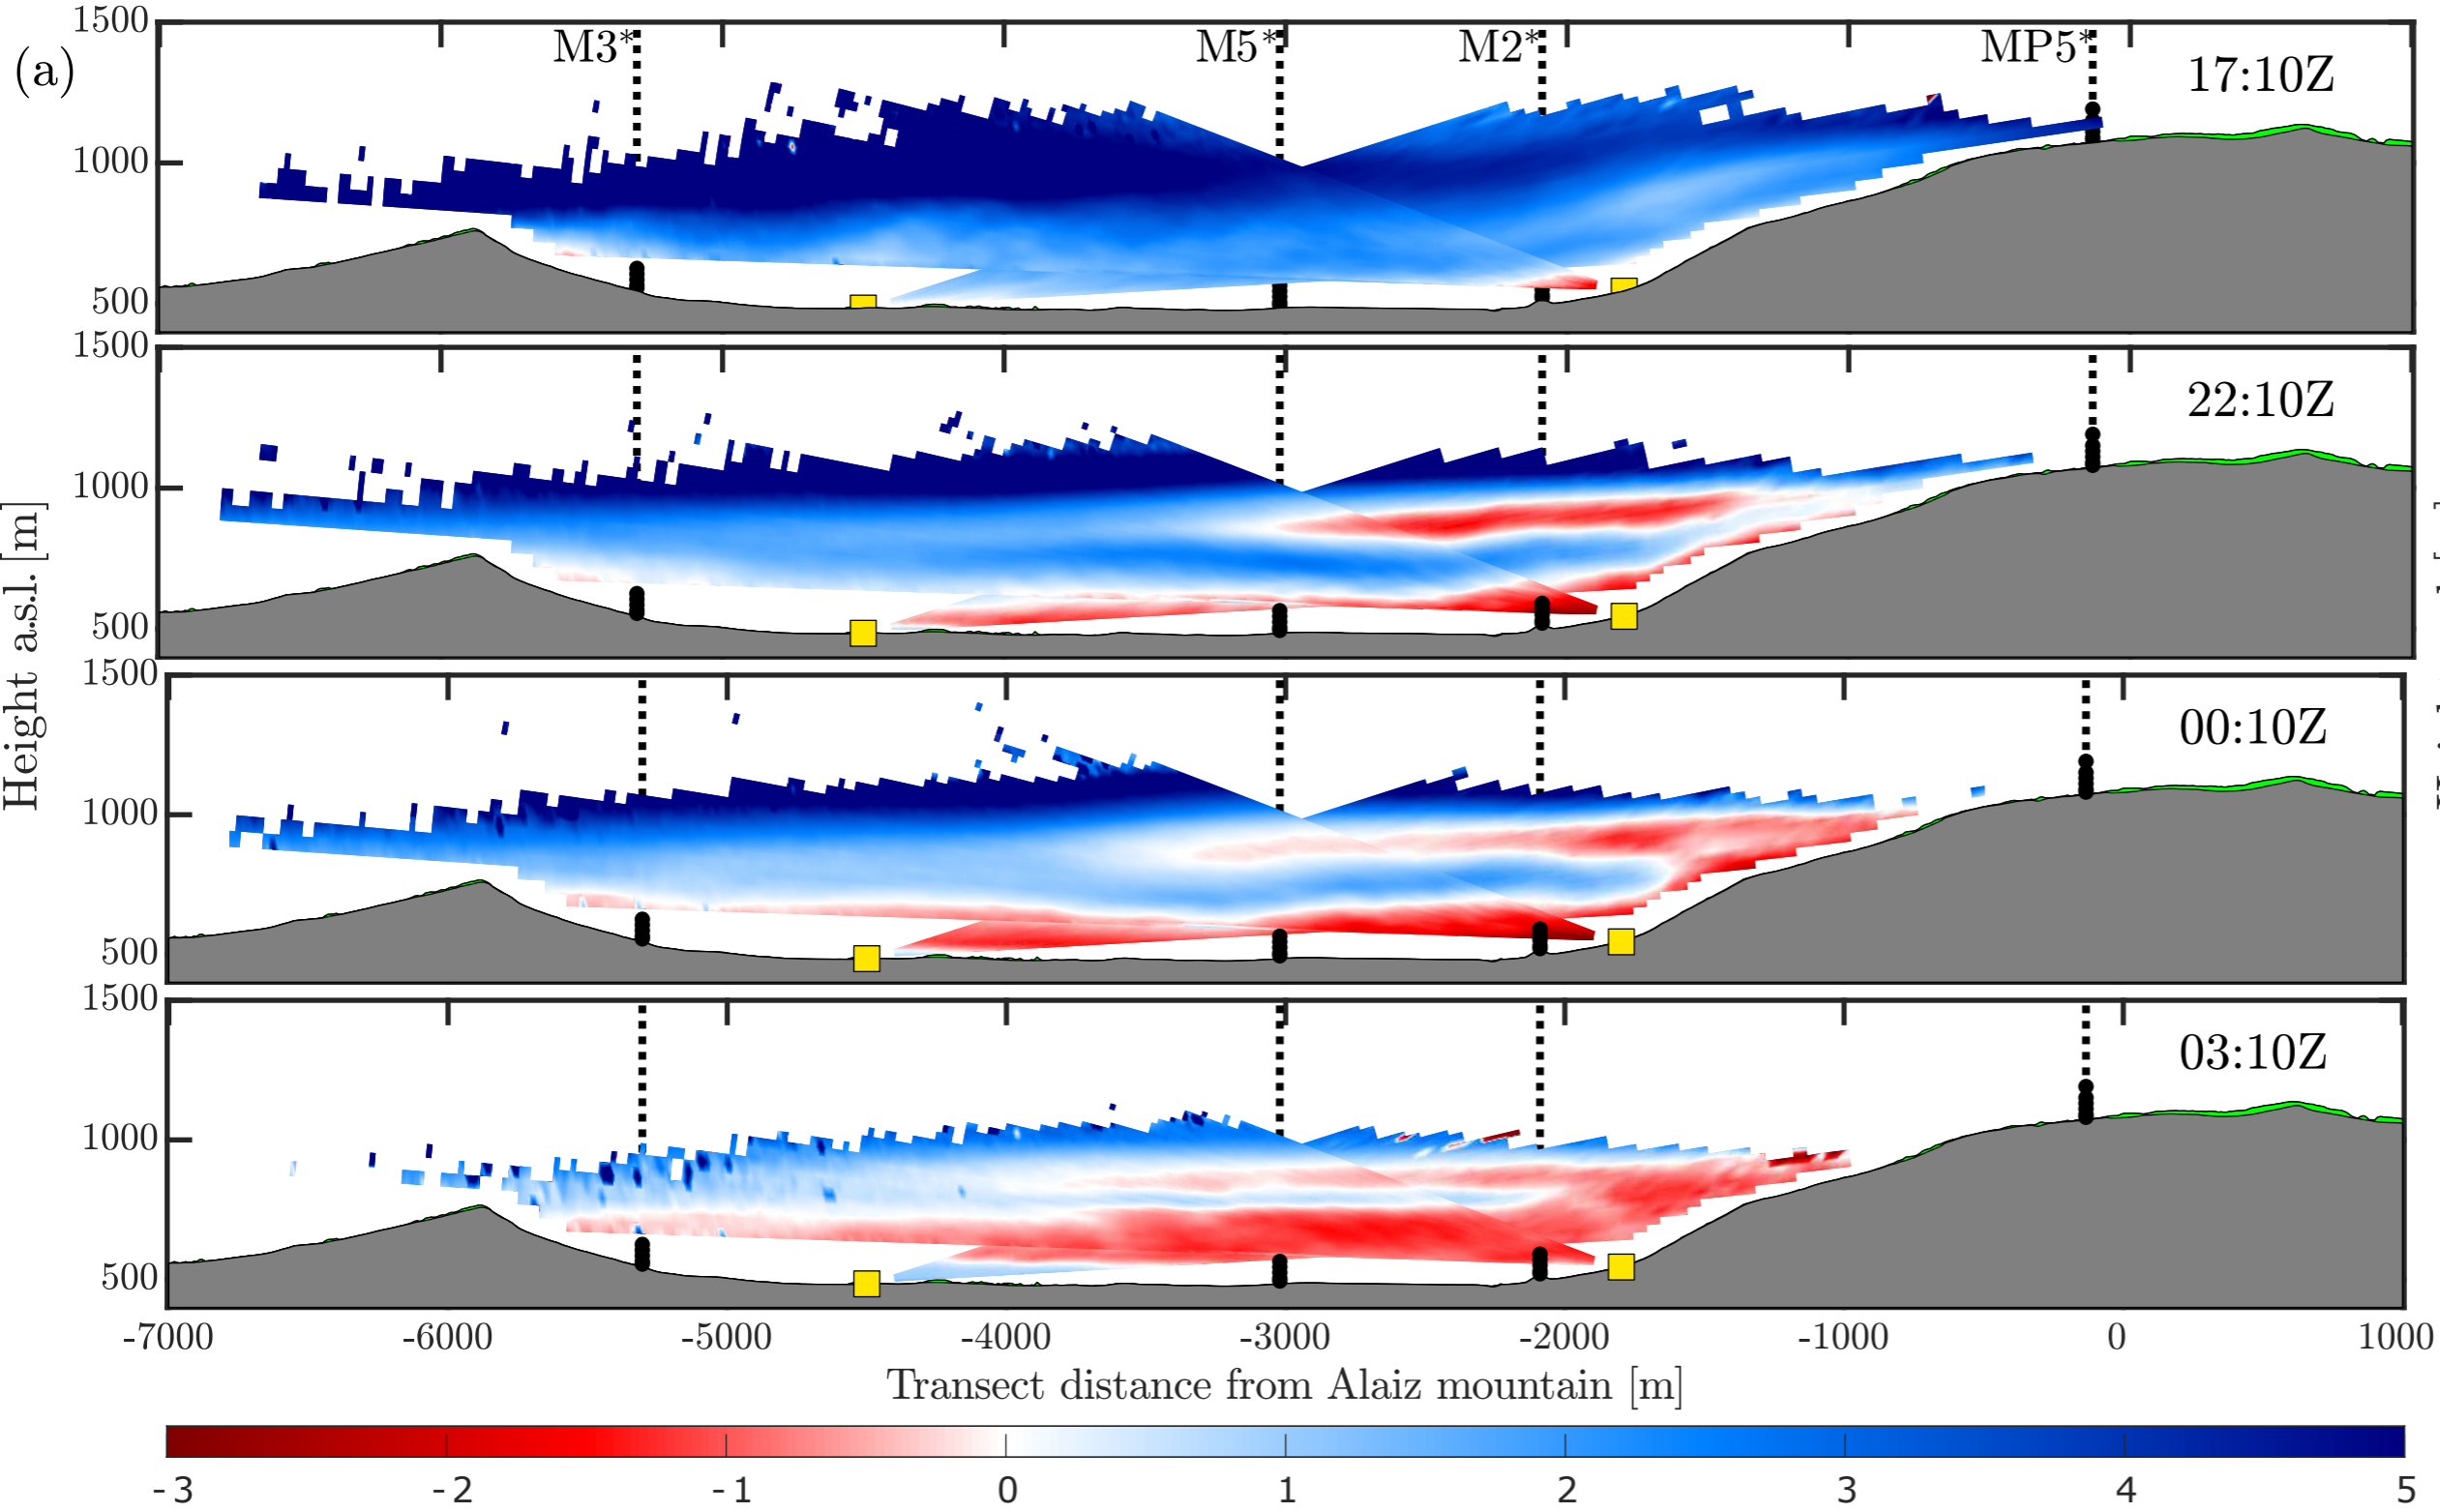 (a)
M3* M5* M2* MP5*
17:10Z
1500
1000
500
22:10Z
1500
1000
500
00:10Z
1500
1000
500
03:10Z
1500
1000
500
Height a.s.l. [m]
-7000 -6000 -5000 -4000 -3000 -2000 -1000 0 1000
Transect distance from Alaiz mountain [m]
-3 -2 -1 0 1 2 3 4 5